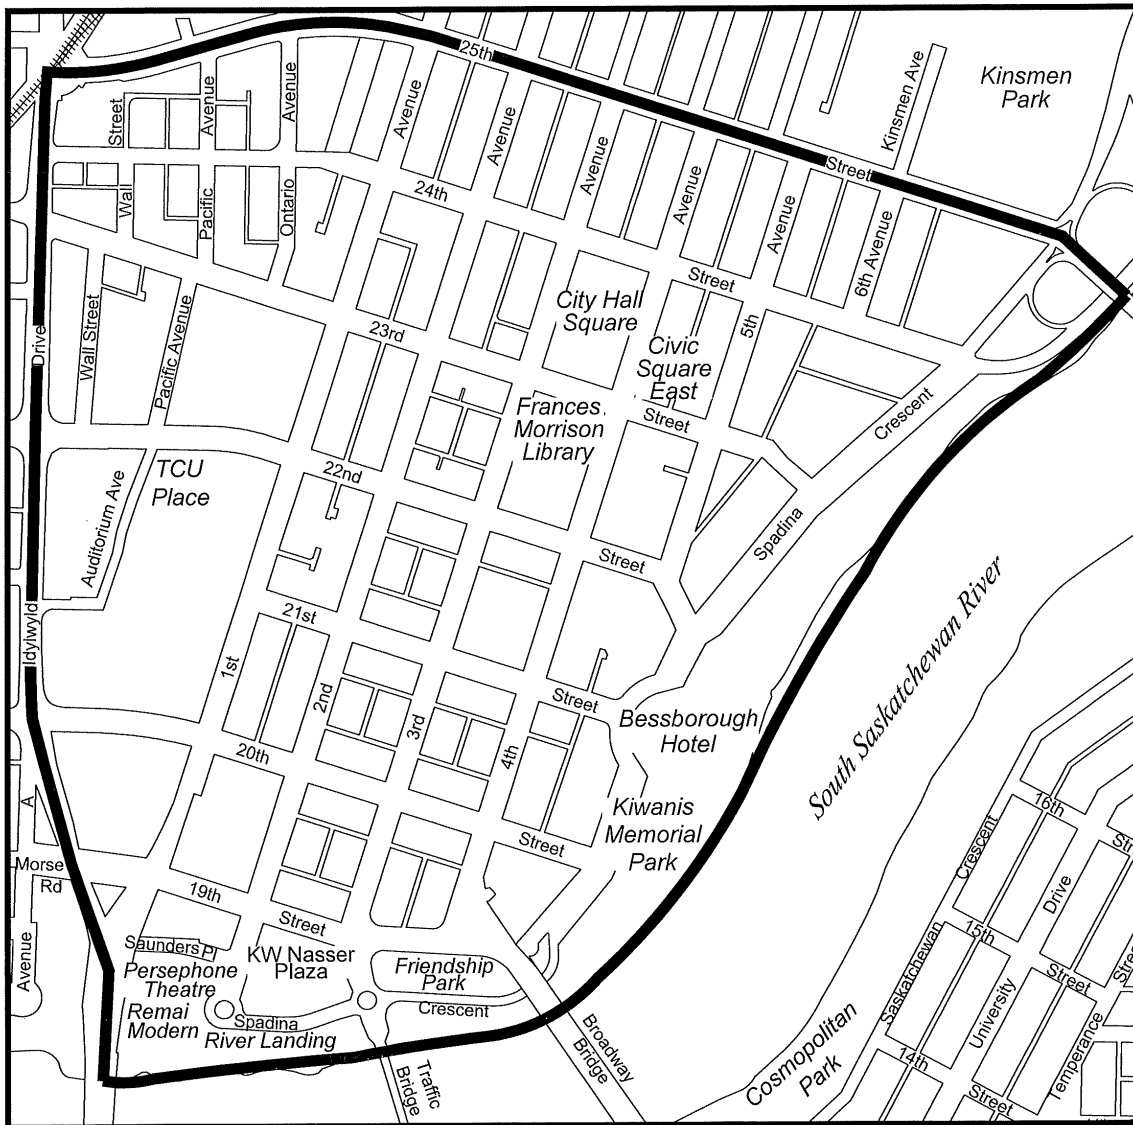 25th
Street
Kinsmen Ave
Kinsmen
Park
Street
Avenue
Avenue
Avenue
Avenue
Avenue
Avenue
Avenue
6th Avenue
24th
Street
Wall
Pacific
Ontario
Drive
Wall Street
Pacific Avenue
23rd
City Hall
Square
Civic
Square
East
5th
Street
Crescent
Frances
Morrison
Library
TCU
Place
22nd
Auditorium Ave
Spadina
Street
South Saskatchewan River
Idylwyld
21st
1st
2nd
3rd
4th
Street
Bessborough
Hotel
20th
Kiwanis
Memorial
Park
Street
A
Morse
Rd
19th
Street
Avenue
Saunders Pl
KW Nasser
Plaza
Persephone
Theatre
Friendship
Park
Remai
Modern
Spadina
Crescent
River Landing
Traffic
Bridge
Broadway
Bridge
Cosmopolitan
Park
16th
Str
Crescent
Drive
15th
Street
Stree
Saskatchewan
University
Temperance
14th
Street